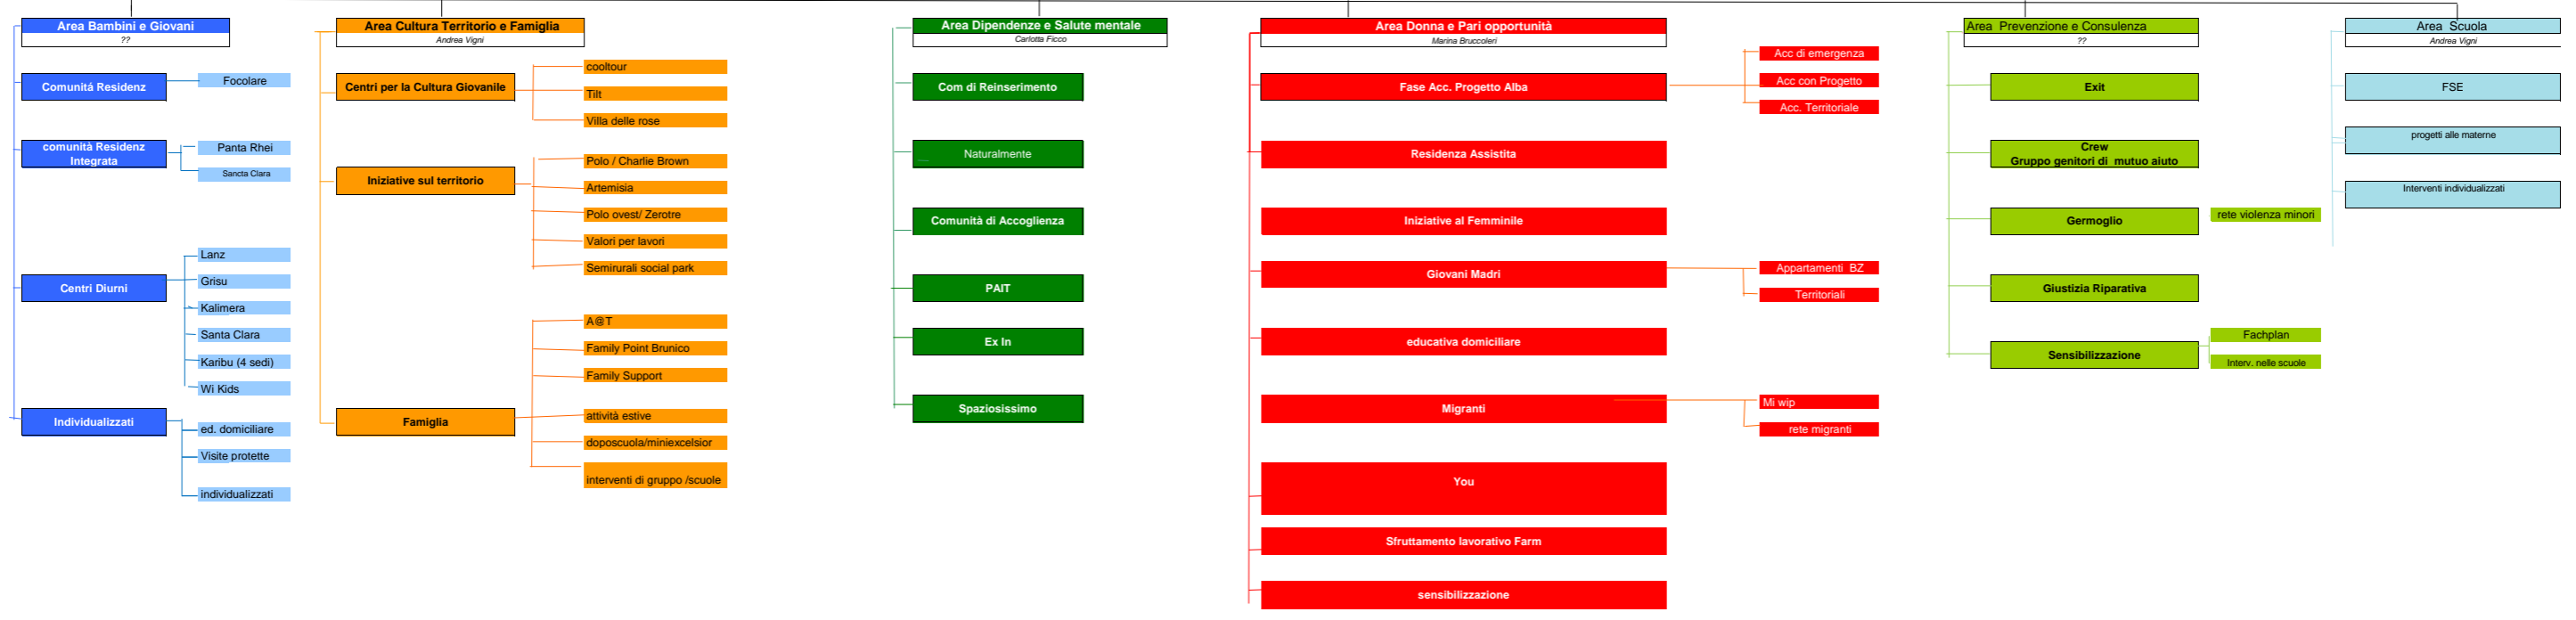 Area Bambini e Giovani
??
Comunità Residenz
Focolare
comunità Residenz
Integrata
Panta Rhei
Sancta Clara
Centri Diurni
Lanz
Grisu
Kalimera
Santa Clara
Karibu (4 sedi)
Wi Kids
Individualizzati
ed. domiciliare
Visite protette
individualizzati
Area Cultura Territorio e Famiglia
Andrea Vigni
Centri per la Cultura Giovanile
cooltour
Tilt
Villa delle rose
Iniziative sul territorio
Polo / Charlie Brown
Artemisia
Polo ovest/ Zerotre
Valori per lavori
Semirurali social park
Famiglia
A@T
Family Point Brunico
Family Support
attività estive
doposcuola/miniexcelsior
interventi di gruppo /scuole
Area Dipendenze e Salute mentale
Carlotta Ficco
Com di Reinserimento
Naturalmente
Comunità di Accoglienza
PAIT
Ex In
Spaziosissimo
Area Donna e Pari opportunità
Marina Bruccoleri
Fase Acc. Progetto Alba
Acc di emergenza
Acc con Progetto
Acc. Territoriale
Residenza Assistita
Iniziative al Femminile
Giovani Madri
Appartamenti BZ
Territoriali
educativa domiciliare
Migranti
Mi wip
rete migranti
You
Sfruttamento lavorativo Farm
sensibilizzazione
Area Prevenzione e Consulenza
??
Exit
Crew
Gruppo genitori di mutuo aiuto
Germoglio
rete violenza minori
Giustizia Riparativa
Sensibilizzazione
Fachplan
Interv. nelle scuole
Area Scuola
Andrea Vigni
FSE
progetti alle materne
Interventi individualizzati